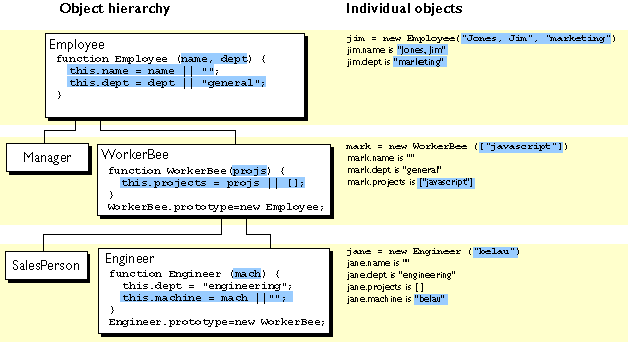 Object hierarchy
Individual objects
Employee
function Employee (name, dept) {
this.name = name || "";
this.dept = dept || "general";
}
jim = new Employee("Jones, Jim", "marketing")
jim.name is "Jones, Jim"
jim.dept is "marketing"
Manager
WorkerBee
function WorkerBee(projs) {
this.projects = projs || [];
}
WorkerBee.prototype=new Employee;
mark = new WorkerBee (["javascript"])
mark.name is ""
mark.dept is "general"
mark.projects is ["javascript"]
SalesPerson
Engineer
function Engineer (mach) {
this.dept = "engineering";
this.machine = mach ||"";
}
Engineer.prototype=new WorkerBee;
jane = new Engineer ("belau")
jane.name is ""
jane.dept is "engineering"
jane.projects is []
jane.machine is "belau"